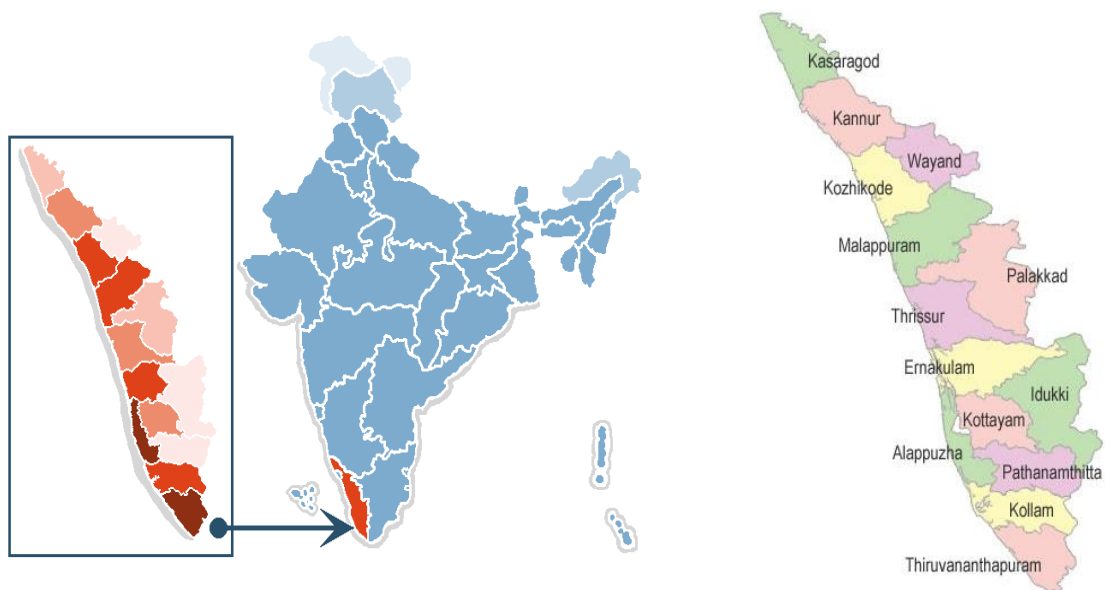 Kasaragod
Kannur
Wayand
Kozhikode
Malappuram
Palakkad
Thrissur
Ernakulam
Idukki
Kottayam
Alappuzha
Pathanamthitta
Kollam
Thiruvananthapuram